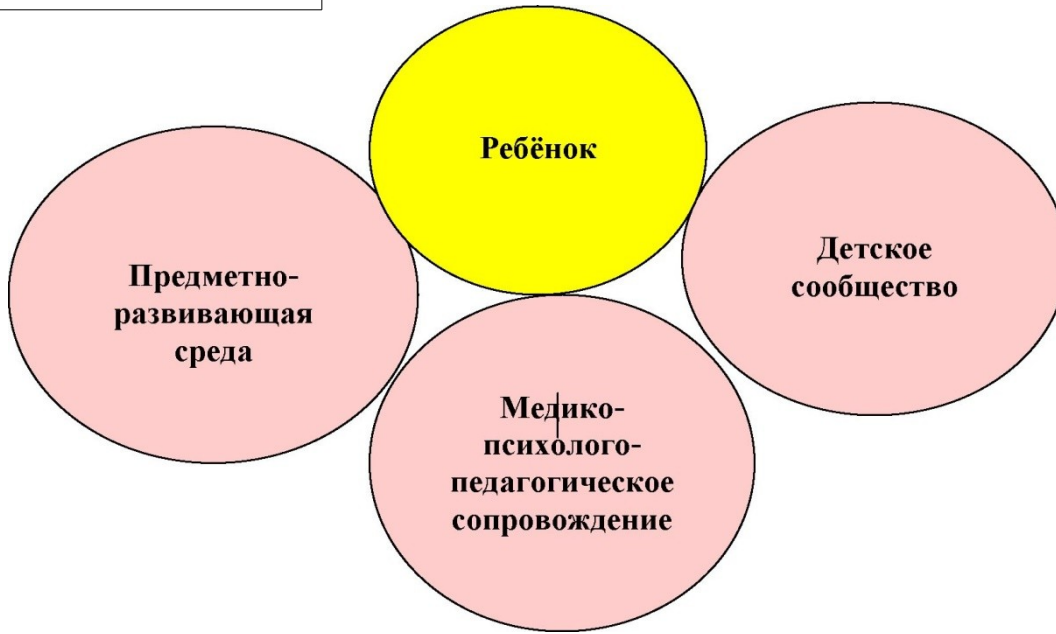 Ребёнок
Предметно-
развивающая
среда
Детское
сообщество
Медико-
психолого-
педагогическое
сопровождение